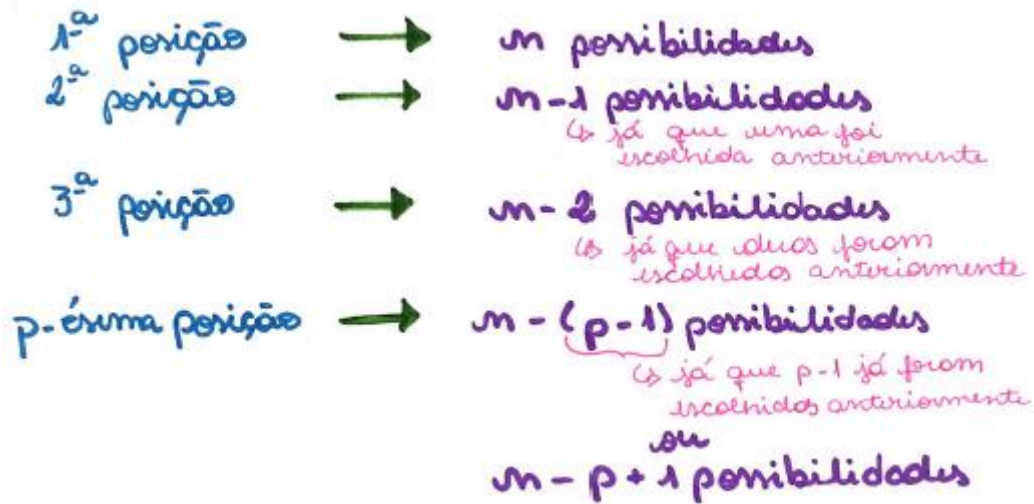 1ª posição → n possibilidades
2ª posição → n-1 possibilidades
↳ já que uma foi
escolhida anteriormente
3ª posição → n-2 possibilidades
↳ já que duas foram
escolhidas anteriormente
p-ésima posição → n-(p-1) possibilidades
↳ já que p-1 já foram
escolhidos anteriormente
ou
n-p+1 possibilidades